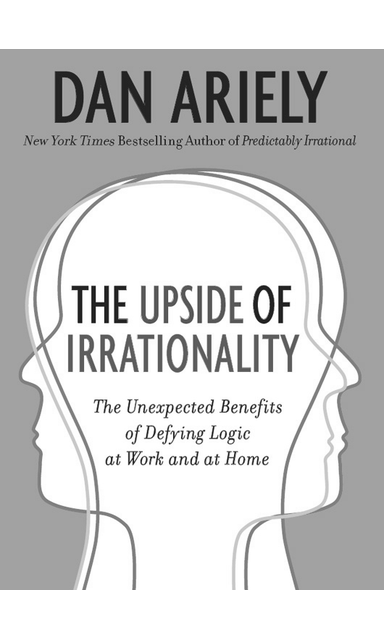 DAN ARIELY
New York Times Bestselling Author of Predictably Irrational
THE UPSIDE OF
IRRATIONALITY
The Unexpected Benefits
of Defying Logic
at Work and at Home